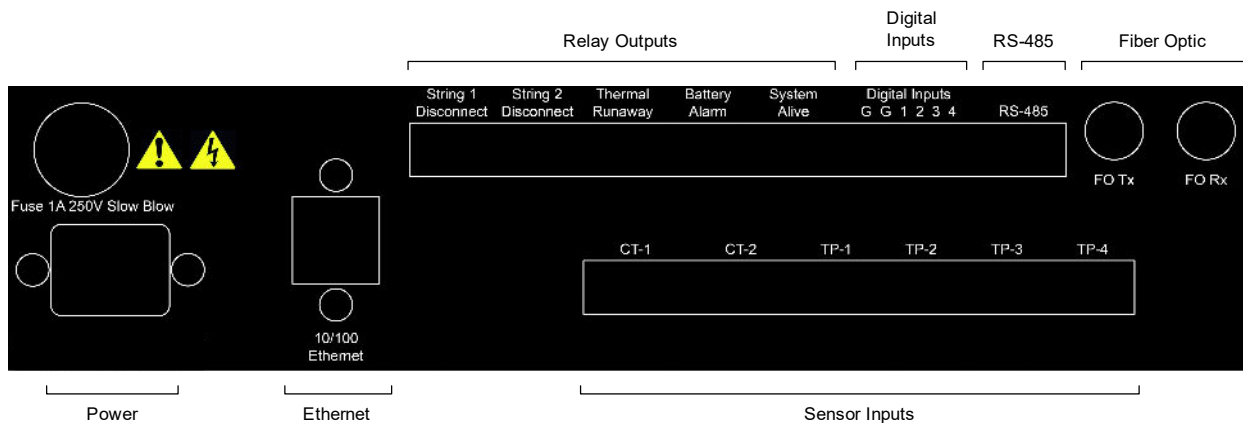 Relay Outputs
Digital
Inputs
RS-485
Fiber Optic
String 1
Disconnect
String 2
Disconnect
Thermal
Runaway
Battery
Alarm
System
Alive
Digital Inputs
G G 1 2 3 4
RS-485
FO Tx
FO Rx
Fuse 1A 250V Slow Blow
CT-1
CT-2
TP-1
TP-2
TP-3
TP-4
10/100
Ethernet
Power
Ethernet
Sensor Inputs